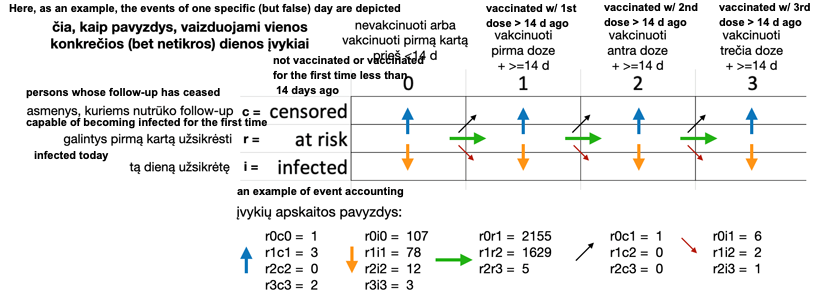 Here, as an example, the events of one specific (but false) day are depicted
čia, kaip pavyzdys, vaizduojami vienos
konkrečios (bet netikros) dienos įvykiai
nevakcinuoti arba
vakcinuoti pirmą kartą
prieš <14 d
not vaccinated or vaccinated
for the first time less than
14 days ago
vaccinated w/ 1st
dose > 14 d ago
vakcinuoti
pirma doze
+ >=14 d
vaccinated w/ 2nd
dose > 14 d ago
vakcinuoti
antra doze
+ >=14 d
vaccinated w/ 3rd
dose > 14 d ago
vakcinuoti
trečia doze
+ >=14 d
0 1 2 3
persons whose follow-up has ceased
asmenys, kuriems nutrūko follow-up c = censored
capable of becoming infected for the first time
galintys pirmą kartą užsikrėsti r = at risk
infected today
tą dieną užsikrėtę i = infected
an example of event accounting
įvykių apskaitos pavyzdys:
r0c0 = 1
r1c1 = 3
r2c2 = 0
r3c3 = 2
r0i0 = 107
r1i1 = 78
r2i2 = 12
r3i3 = 3
r0r1 = 2155
r1r2 = 1629
r2r3 = 5
r0c1 = 1
r1c2 = 0
r2c3 = 0
r0i1 = 6
r1i2 = 2
r2i3 = 1